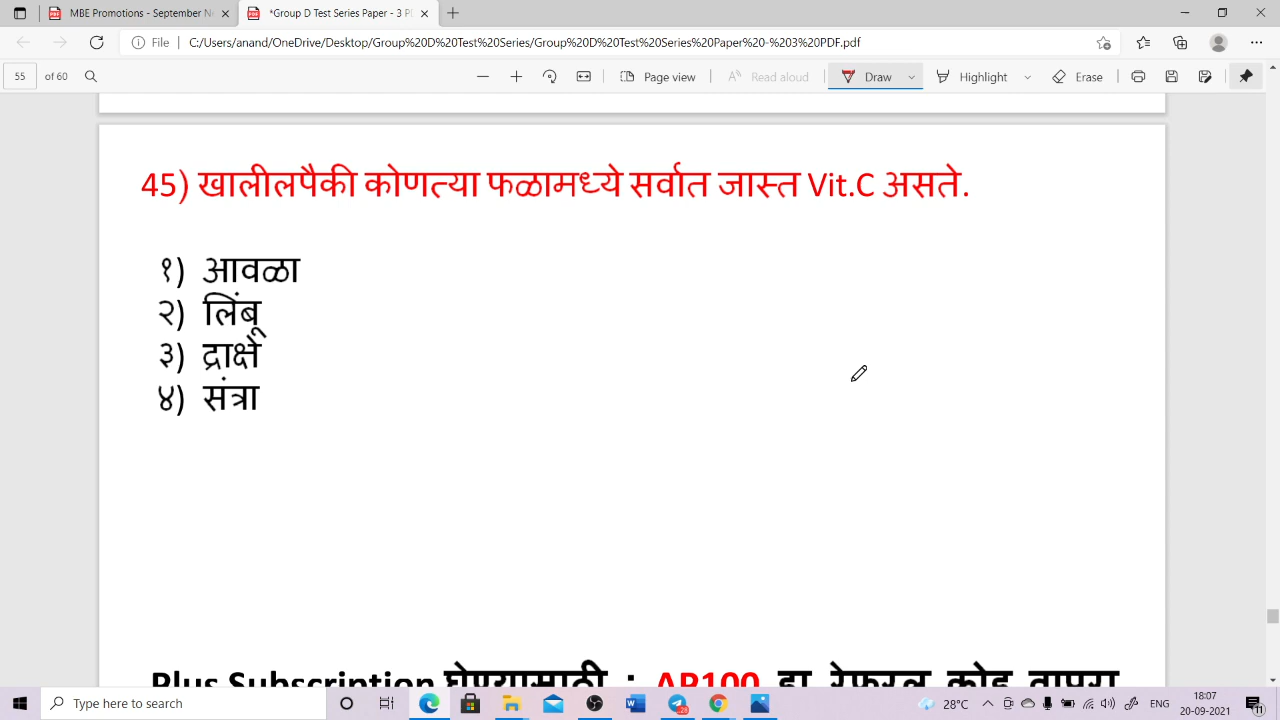 MBE Promotions - September Ne
*Group D Test Series Paper - 3 PD
File C:/Users/anand/OneDrive/Desktop/Group%20D%20Test%20Series/Group%20D%20Test%20Series%20Paper%20-%203%20PDF.pdf
55 of 60 Page view Read aloud Draw Highlight Erase
45) खालीलपैकी कोणत्या फळामध्ये सर्वात जास्त Vit.C असते.
१) आवळा
२) लिंबू
३) द्राक्षे
४) संत्रा
Plus Subscription घेण्यासाठी : AP100 हा रेफरल कोड वापरा
Type here to search 28°C 18:07
20-09-2021